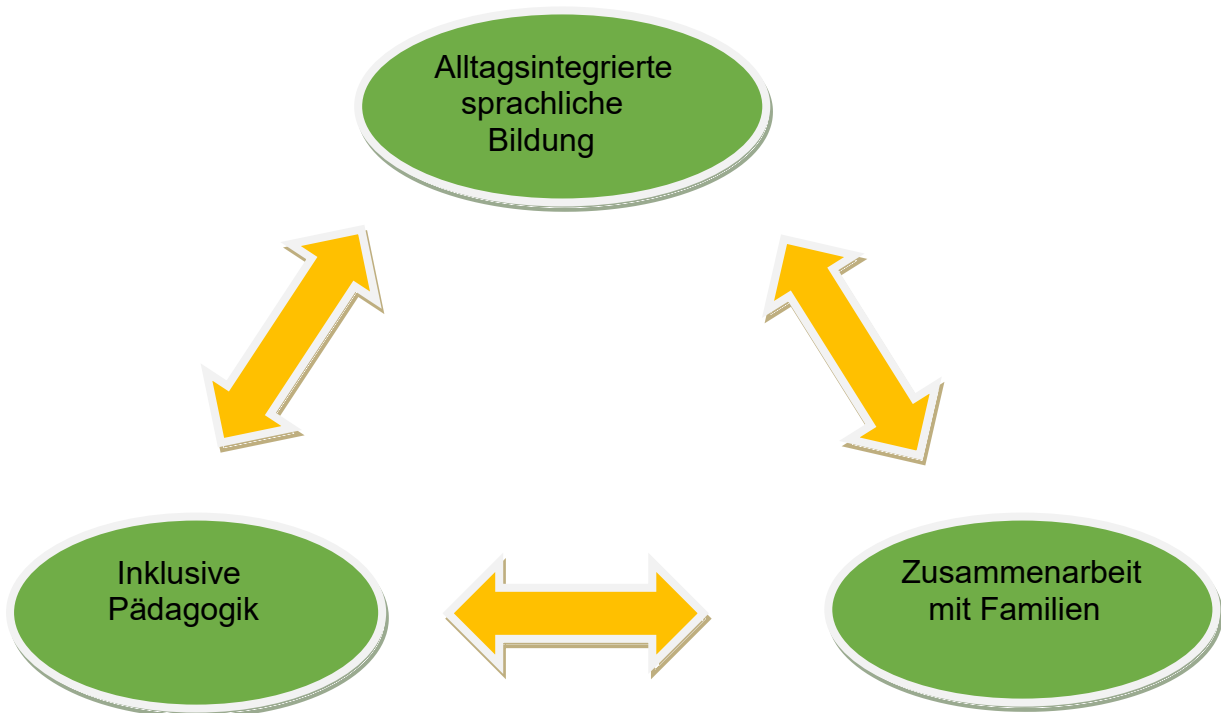 Alltagsintegrierte
sprachliche
Bildung
Inklusive
Pädagogik
Zusammenarbeit
mit Familien